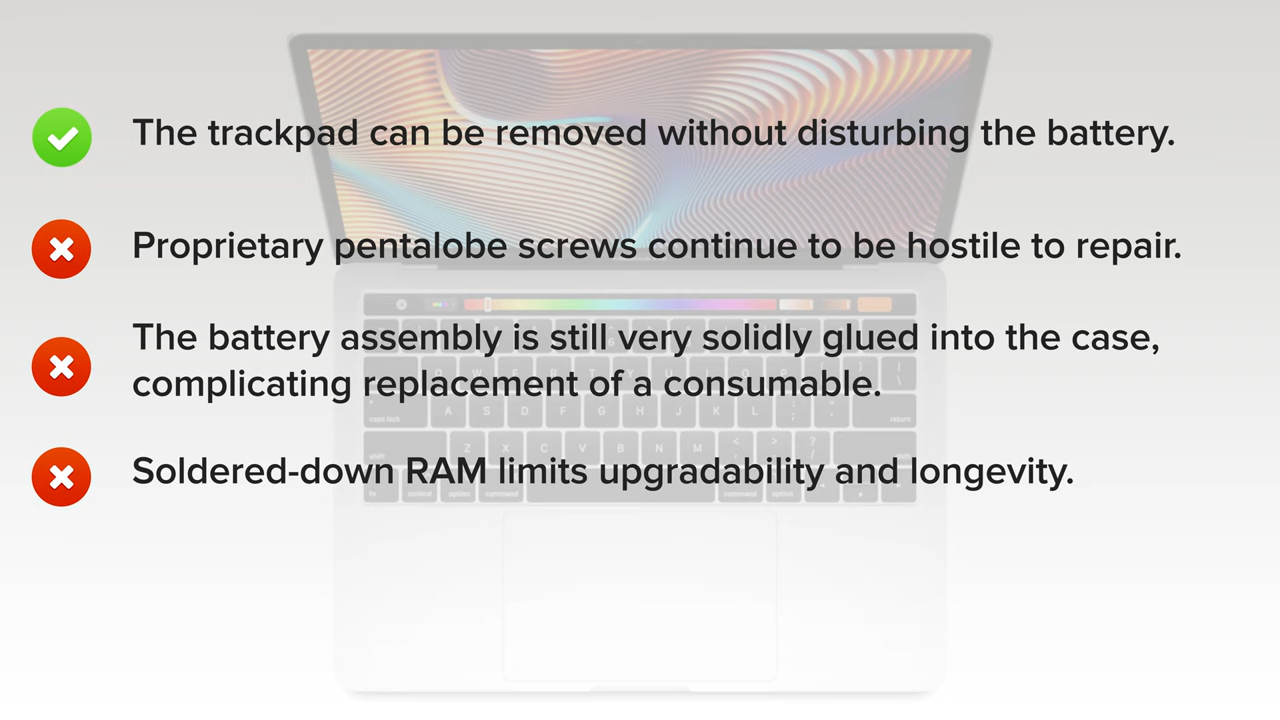 The trackpad can be removed without disturbing the battery.
Proprietary pentalobe screws continue to be hostile to repair.
The battery assembly is still very solidly glued into the case,
complicating replacement of a consumable.
Soldered-down RAM limits upgradability and longevity.